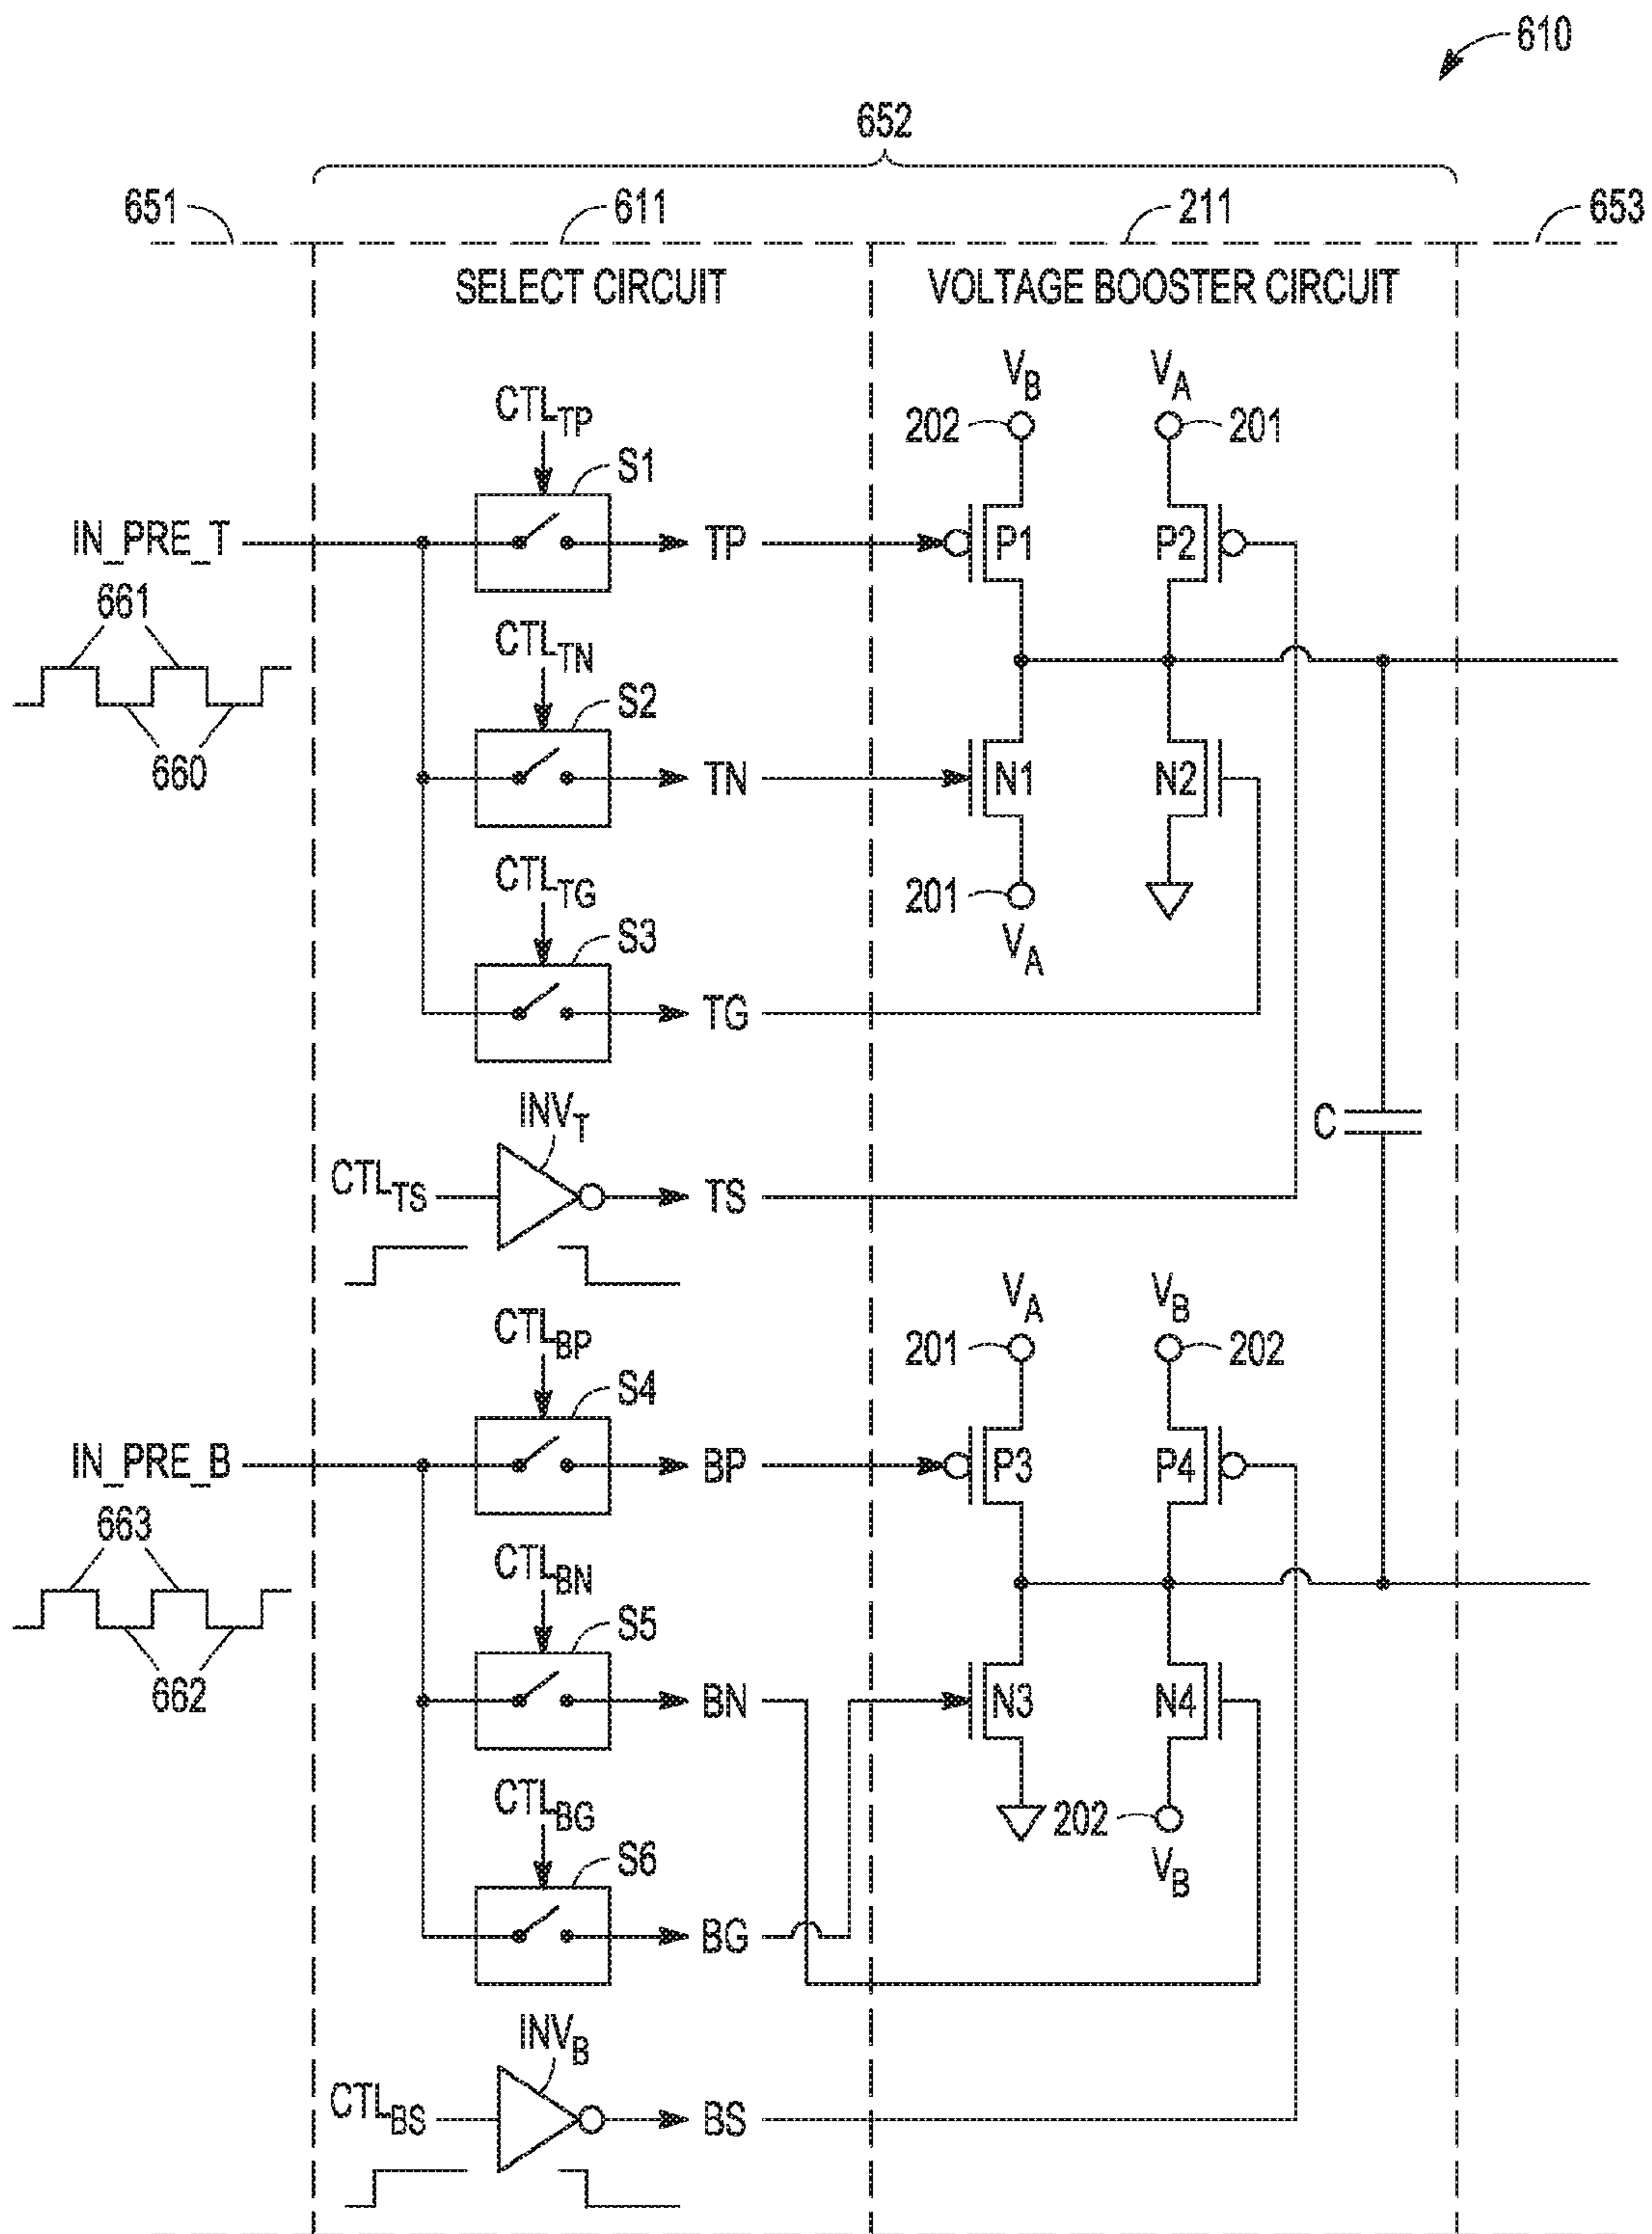 610
652
651
611
211
653
SELECT CIRCUIT
VOLTAGE BOOSTER CIRCUIT
VB
VA
CTLTP
202
201
S1
IN_PRE_T
TP
P1
P2
661
CTLTN
S2
660
TN
N1
N2
CTLTG
201
S3
VA
TG
INVT
C
CTLTS
TS
VA
VB
CTLBP
201
202
S4
IN_PRE_B
BP
P3
P4
663
CTLBN
S5
662
BN
N3
N4
CTLBG
202
S6
VB
BG
INVB
CTLBS
BS